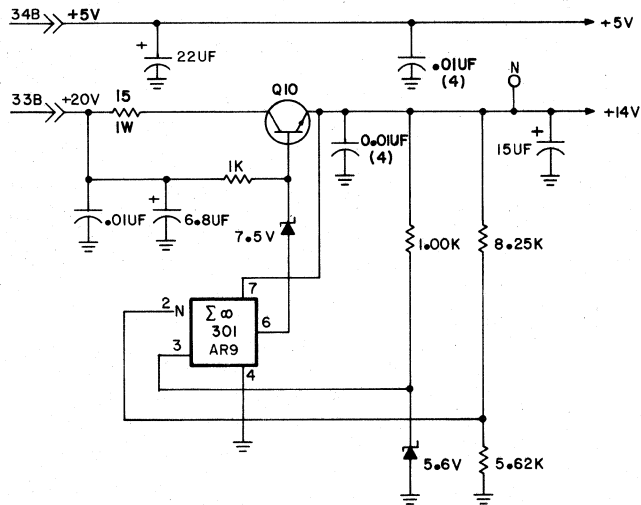 34B +5V +5V
+ 22UF .01UF
(4)
Q10 N
33B +20V 15 +14V
1W
+ 1K 0.01UF + 15UF
(4)
.01UF 6.8UF
7.5V 1.00K 8.25K
7
2 N Σ ∞
301 6
3 AR9
4
5.6V 5.62K